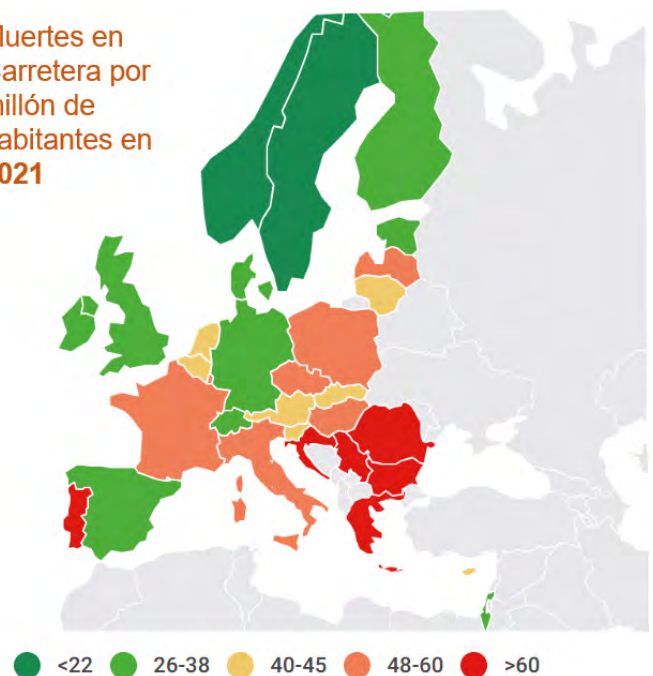 uertes en
arretera por
illón de
abitantes en
021
<22 26-38 40-45 48-60 >60